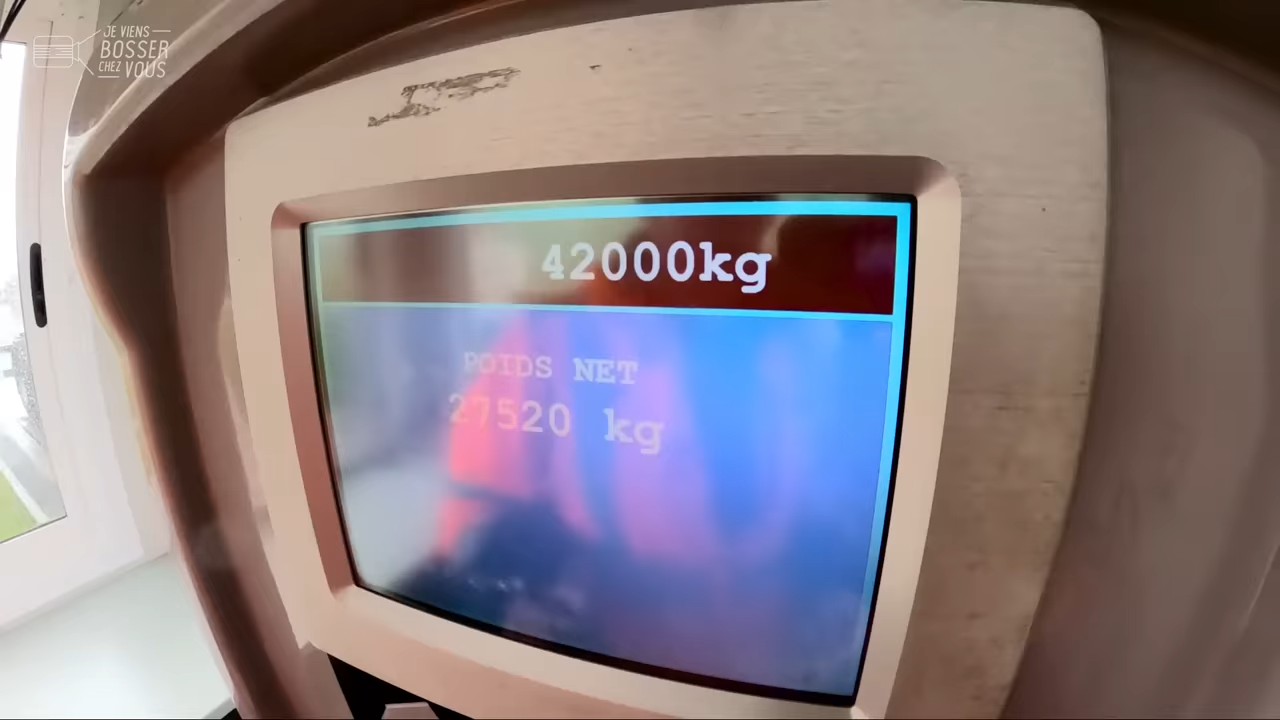 JE VIENS
BOSSER
CHEZ VOUS
42000kg
POIDS NET
27520 kg